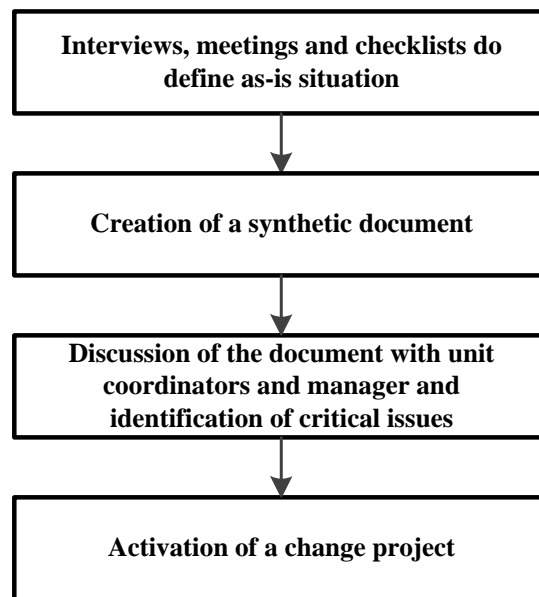 Interviews, meetings and checklists do
define as-is situation
Creation of a synthetic document
Discussion of the document with unit
coordinators and manager and
identification of critical issues
Activation of a change project